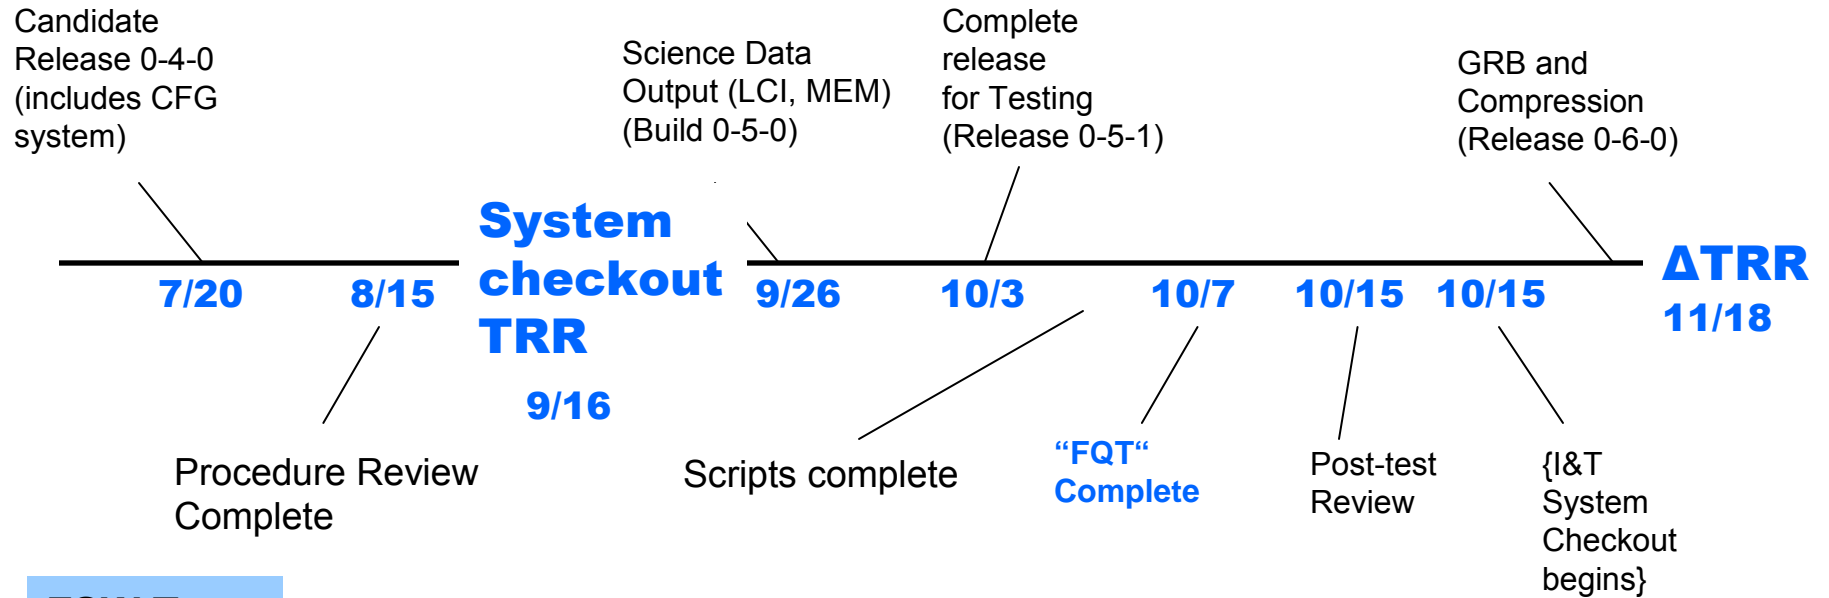 Candidate
Release 0-4-0
(includes CFG
system)
Science Data
Output (LCI, MEM)
(Build 0-5-0)
Complete
release
for Testing
(Release 0-5-1)
GRB and
Compression
(Release 0-6-0)
7/20
8/15
System
checkout
TRR
9/16
9/26
10/3
10/7
10/15
10/15
ΔTRR
11/18
Procedure Review
Complete
Scripts complete
“FQT“
Complete
Post-test
Review
{I&T
System
Checkout
begins}